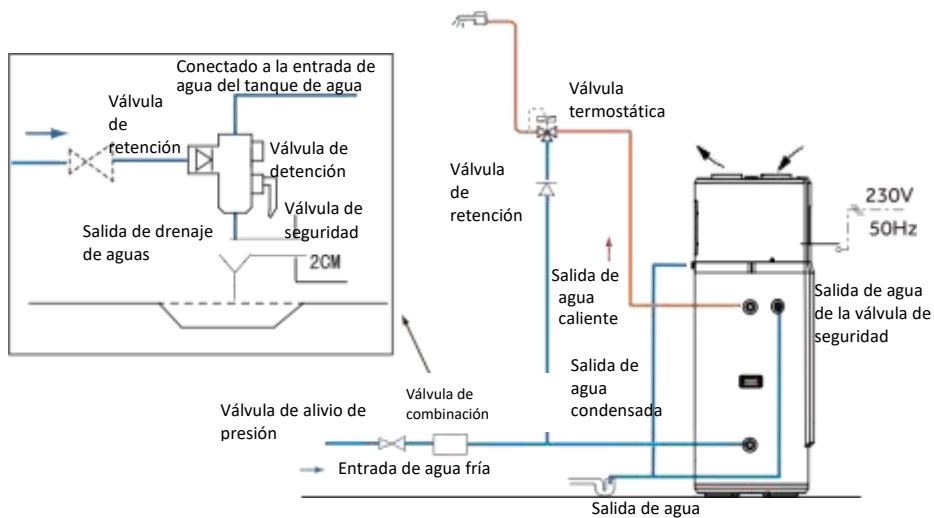 Conectado a la entrada de
agua del tanque de agua
Válvula
de
retención
Válvula de
detención
Válvula de
seguridad
Salida de drenaje
de aguas
2CM
Válvula
termostática
Válvula
de
retención
230V
50Hz
Salida de
agua
caliente
Salida de agua
de la válvula de
seguridad
Salida de
agua
condensada
Válvula de
combinación
Válvula de alivio de
presión
Entrada de agua fría
Salida de agua